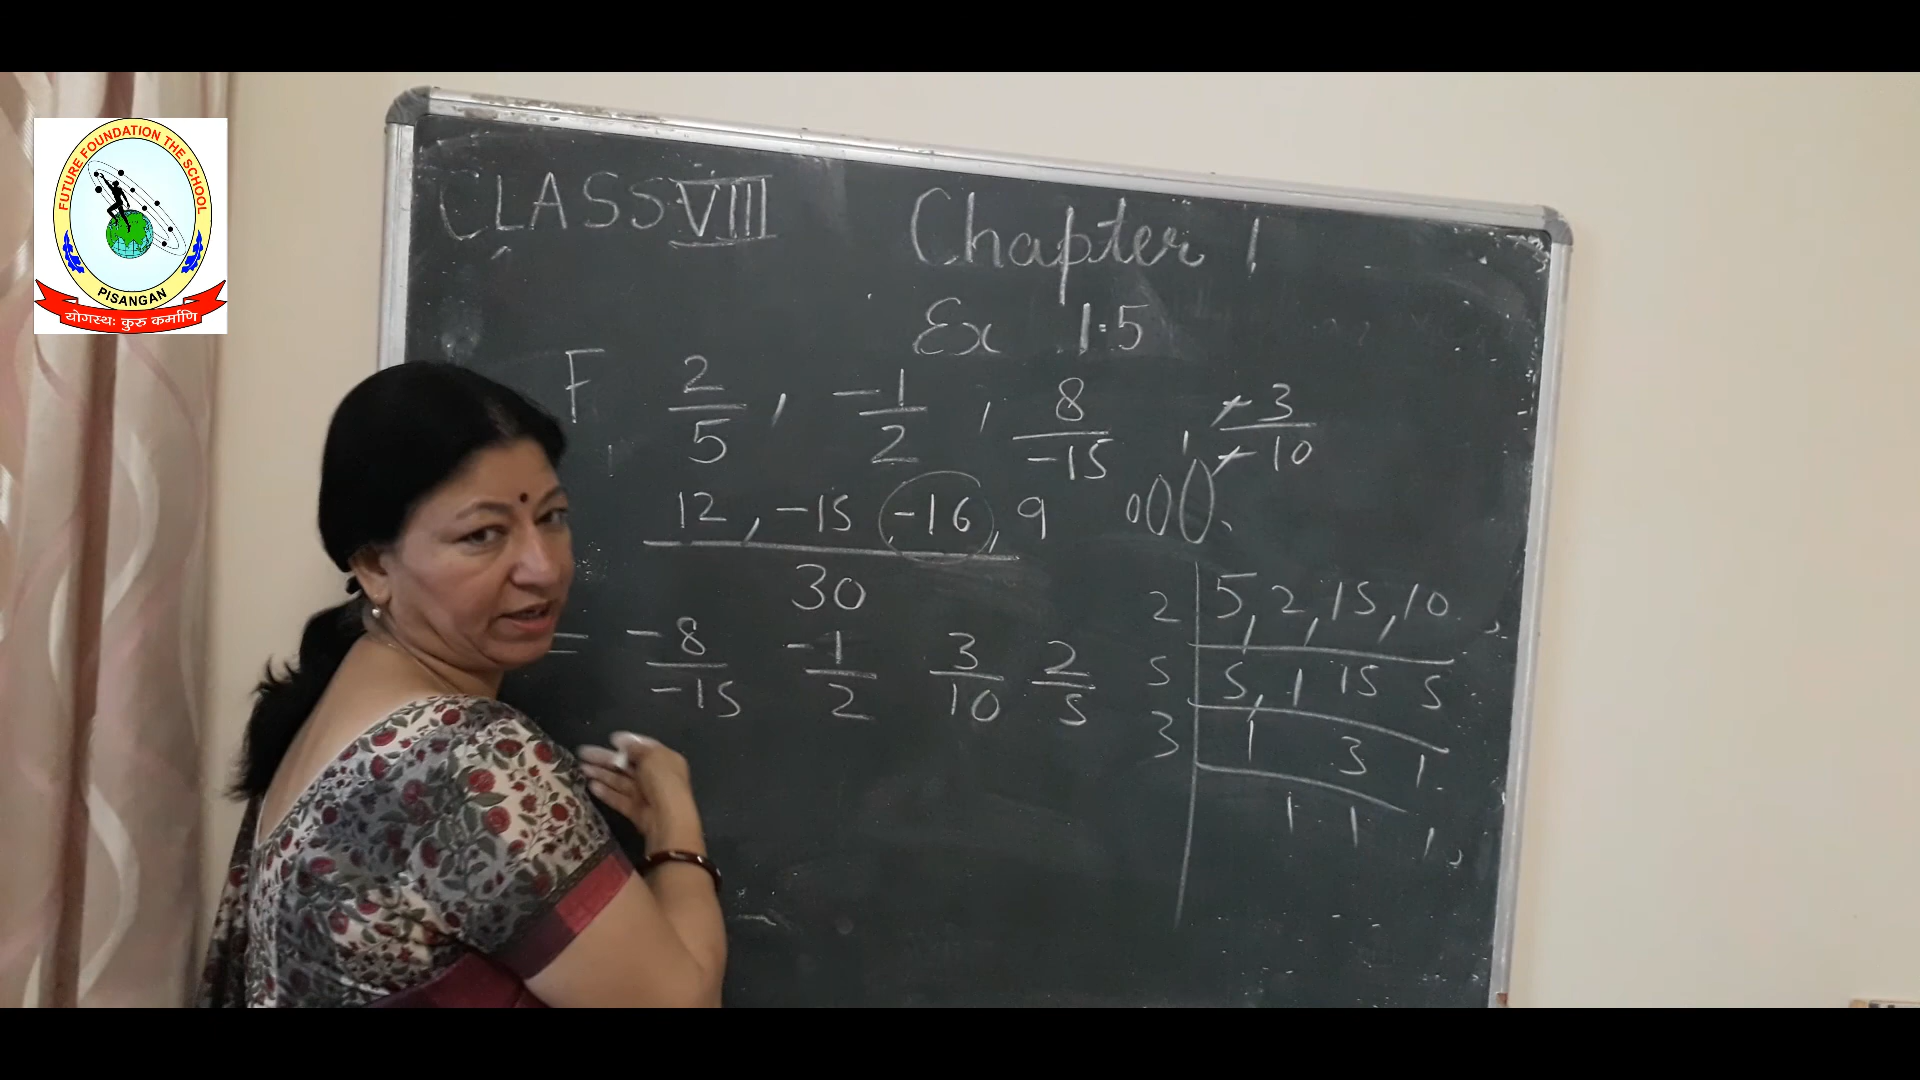 FUTURE FOUNDATION THE SCHOOL
PISANGAN
योगस्थः कुरु कर्माणि
CLASS VIII
Chapter 1
Ex 1.5
F 2/5 , -1/2 , 8/-15 , -3/-10
12, -15, -16, 9
30
= -8/-15 -1/2 3/10 2/5
2 | 5, 2, 15, 10
5 | 5, 1 15 5
3 | 1 3 1
1 1 1